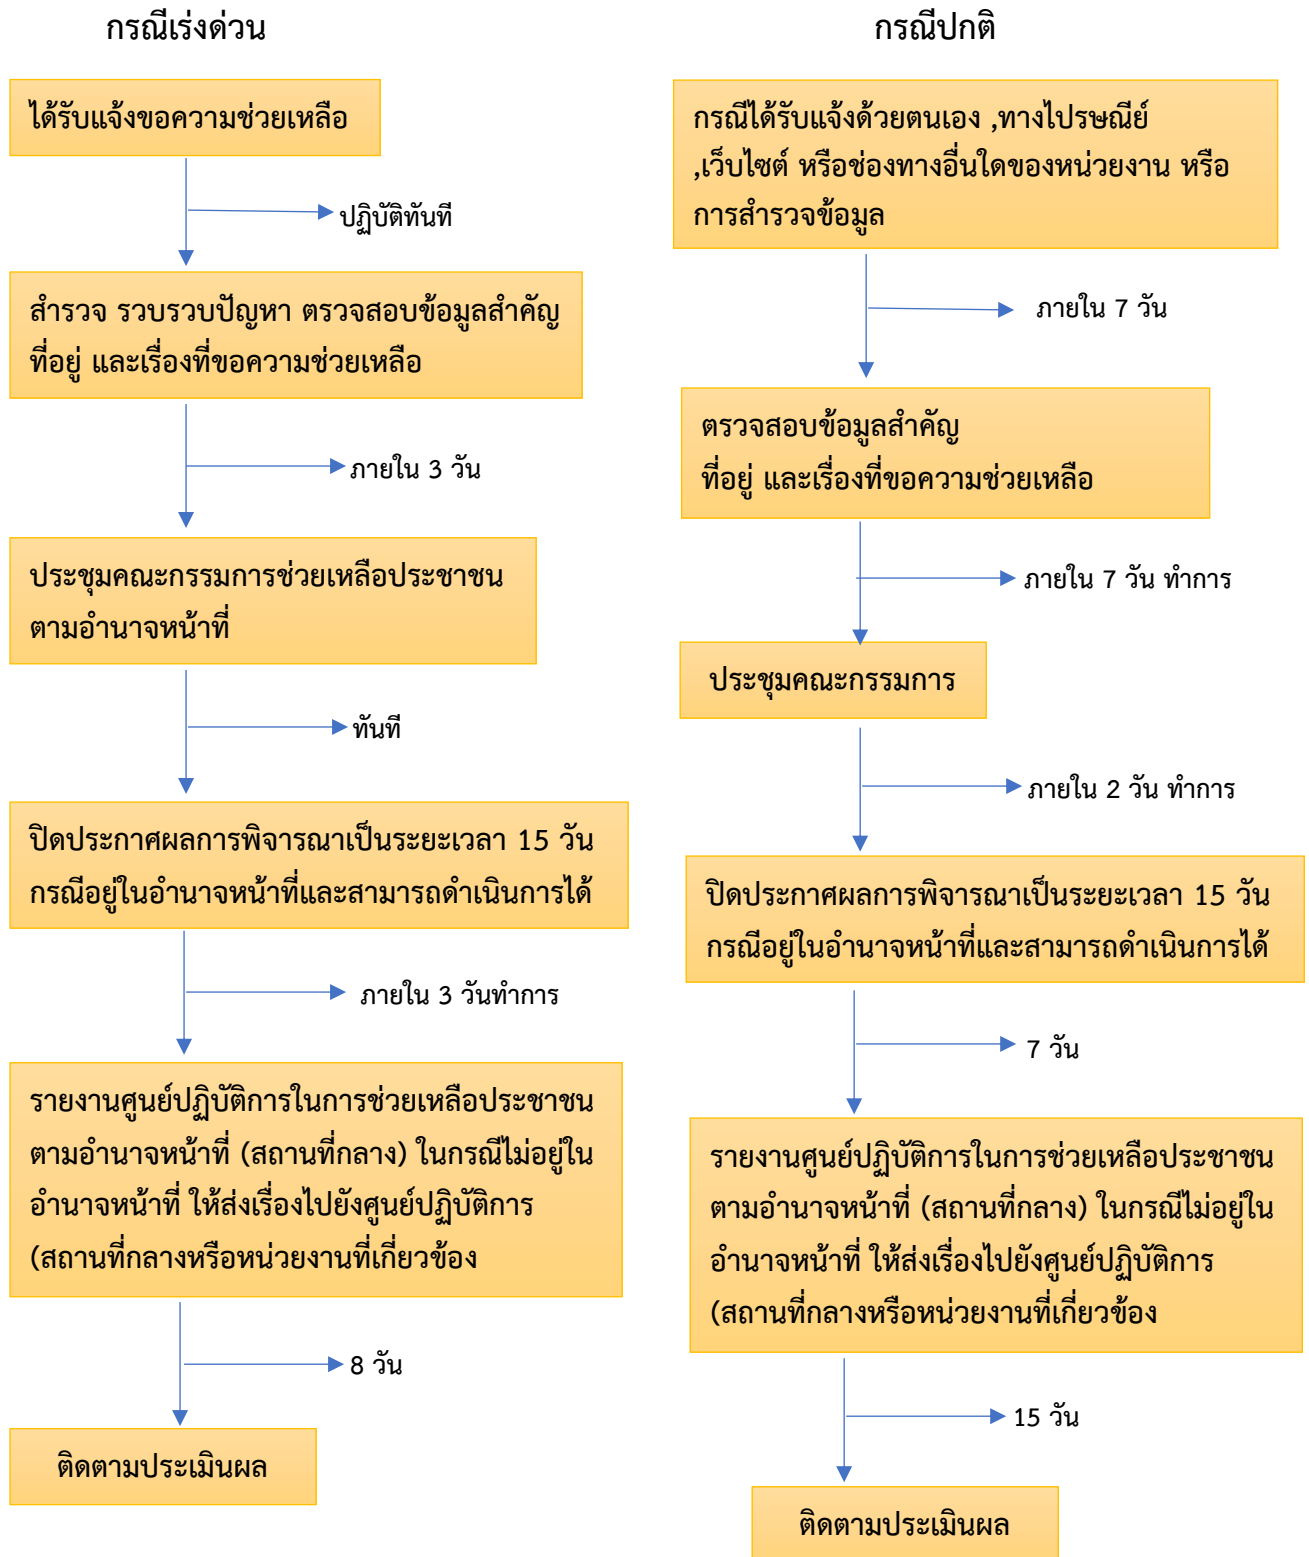 กรณีเร่งด่วน
ได้รับแจ้งขอความช่วยเหลือ
ปฏิบัติทันที
สำรวจ รวบรวบปัญหา ตรวจสอบข้อมูลสำคัญ
ที่อยู่ และเรื่องที่ขอความช่วยเหลือ
ภายใน 3 วัน
ประชุมคณะกรรมการช่วยเหลือประชาชน
ตามอำนาจหน้าที่
ทันที
ปิดประกาศผลการพิจารณาเป็นระยะเวลา 15 วัน
กรณีอยู่ในอำนาจหน้าที่และสามารถดำเนินการได้
ภายใน 3 วันทำการ
รายงานศูนย์ปฏิบัติการในการช่วยเหลือประชาชน
ตามอำนาจหน้าที่ (สถานที่กลาง) ในกรณีไม่อยู่ใน
อำนาจหน้าที่ ให้ส่งเรื่องไปยังศูนย์ปฏิบัติการ
(สถานที่กลางหรือหน่วยงานที่เกี่ยวข้อง
8 วัน
ติดตามประเมินผล
กรณีปกติ
กรณีได้รับแจ้งด้วยตนเอง ,ทางไปรษณีย์
,เว็บไซต์ หรือช่องทางอื่นใดของหน่วยงาน หรือ
การสำรวจข้อมูล
ภายใน 7 วัน
ตรวจสอบข้อมูลสำคัญ
ที่อยู่ และเรื่องที่ขอความช่วยเหลือ
ภายใน 7 วัน ทำการ
ประชุมคณะกรรมการ
ภายใน 2 วัน ทำการ
ปิดประกาศผลการพิจารณาเป็นระยะเวลา 15 วัน
กรณีอยู่ในอำนาจหน้าที่และสามารถดำเนินการได้
7 วัน
รายงานศูนย์ปฏิบัติการในการช่วยเหลือประชาชน
ตามอำนาจหน้าที่ (สถานที่กลาง) ในกรณีไม่อยู่ใน
อำนาจหน้าที่ ให้ส่งเรื่องไปยังศูนย์ปฏิบัติการ
(สถานที่กลางหรือหน่วยงานที่เกี่ยวข้อง
15 วัน
ติดตามประเมินผล